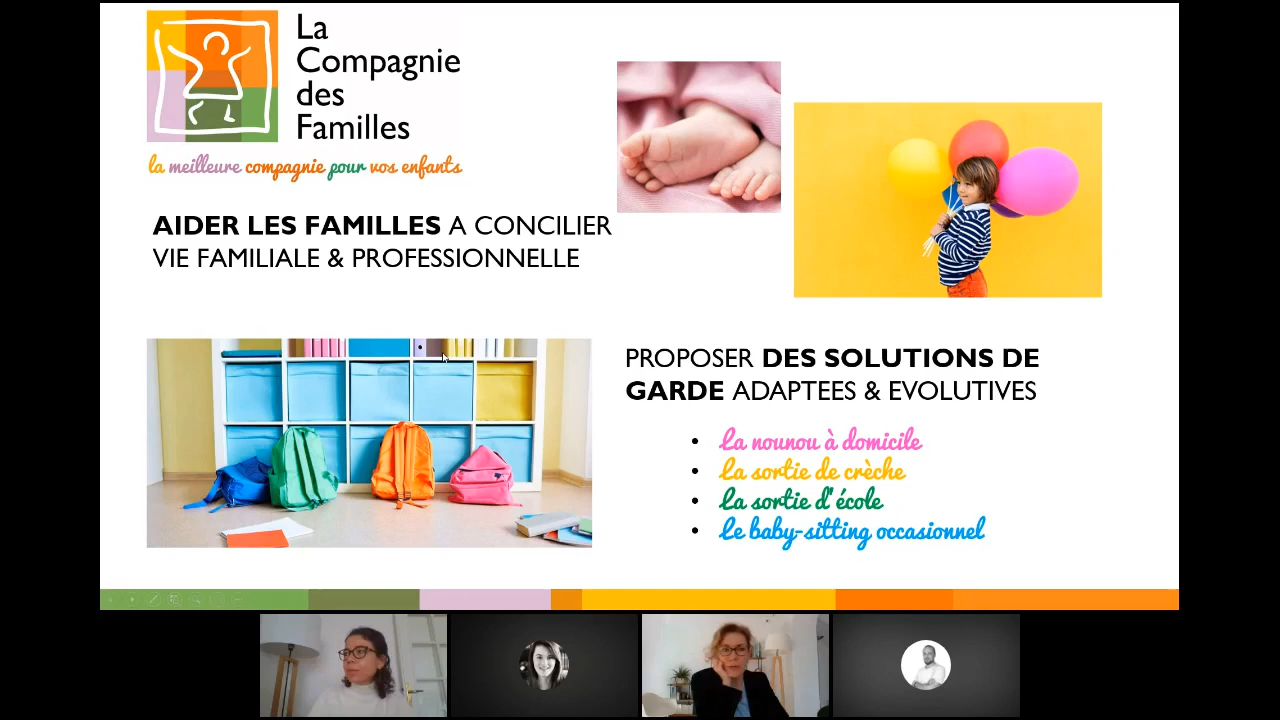 La
Compagnie
des
Familles
la meilleure compagnie pour vos enfants
AIDER LES FAMILLES A CONCILIER
VIE FAMILIALE & PROFESSIONNELLE
PROPOSER DES SOLUTIONS DE
GARDE ADAPTEES & EVOLUTIVES
• La nounou à domicile
• La sortie de crèche
• La sortie d'école
• Le baby-sitting occasionnel